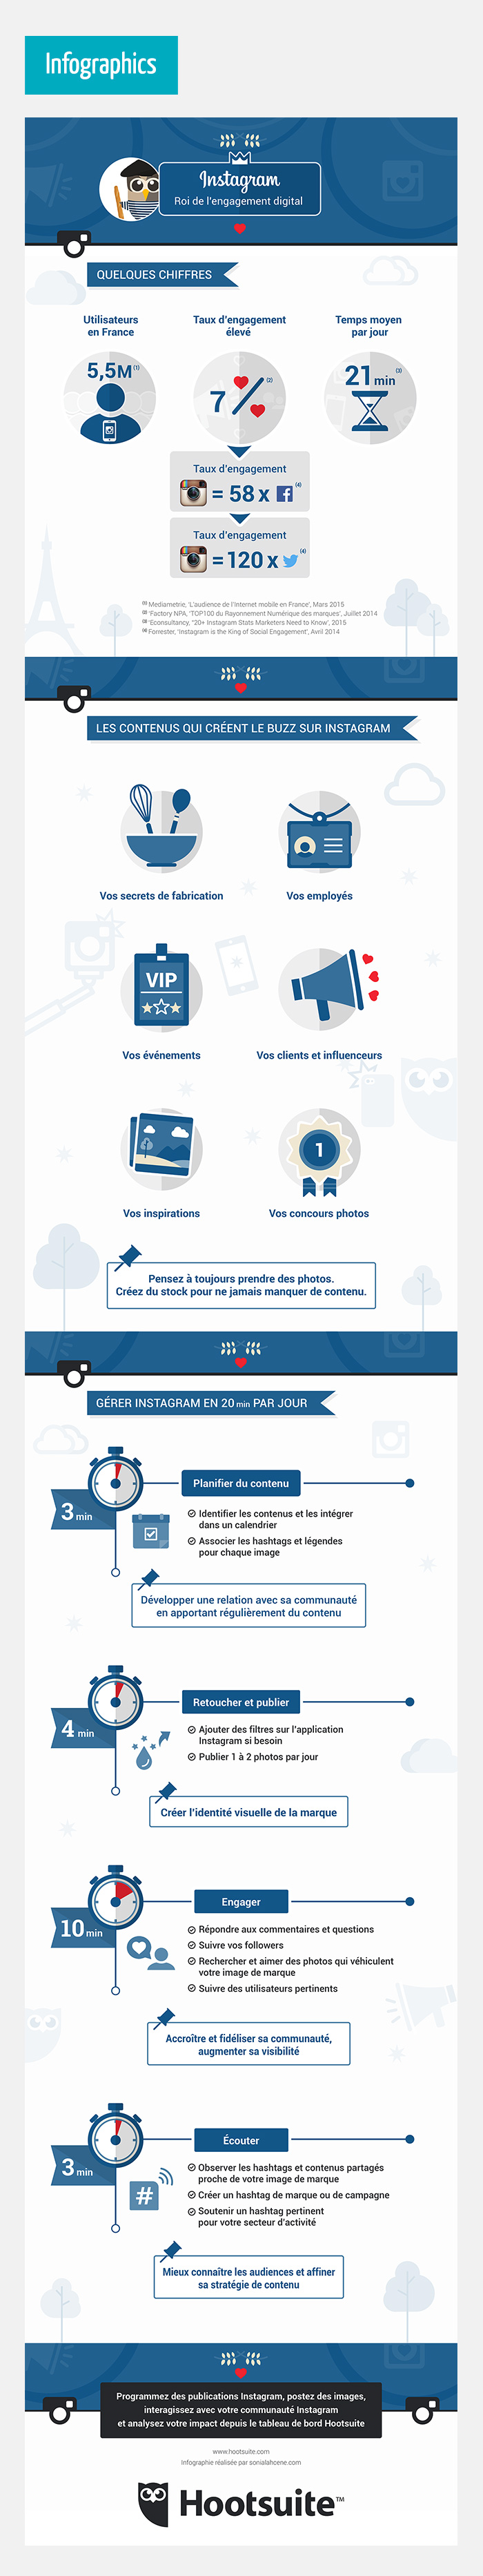 Infographics
Instagram
Roi de l'engagement digital
QUELQUES CHIFFRES
Utilisateurs
en France
Taux d'engagement
élevé
Temps moyen
par jour
5,5M(1)
7 % (2)
21 min (3)
Taux d'engagement
= 58 x (4)
Taux d'engagement
= 120 x (4)
(1) Mediametrie, 'L'audience de l'Internet mobile en France', Mars 2015
(2) 'Factory NPA, 'TOP100 du Rayonnement Numérique des marques', Juillet 2014
(3) 'Econsultancy, "20+ Instagram Stats Marketers Need to Know', 2015
(4) Forrester, 'Instagram is the King of Social Engagement', Avril 2014
LES CONTENUS QUI CRÉENT LE BUZZ SUR INSTAGRAM
Vos secrets de fabrication
Vos employés
VIP
Vos événements
Vos clients et influenceurs
1
Vos inspirations
Vos concours photos
Pensez à toujours prendre des photos.
Créez du stock pour ne jamais manquer de contenu.
GÉRER INSTAGRAM EN 20 min PAR JOUR
Planifier du contenu
3 min
Identifier les contenus et les intégrer
dans un calendrier
Associer les hashtags et légendes
pour chaque image
Développer une relation avec sa communauté
en apportant régulièrement du contenu
Retoucher et publier
4 min
Ajouter des filtres sur l'application
Instagram si besoin
Publier 1 à 2 photos par jour
Créer l'identité visuelle de la marque
Engager
10 min
Répondre aux commentaires et questions
Suivre vos followers
Rechercher et aimer des photos qui véhiculent
votre image de marque
Suivre des utilisateurs pertinents
Accroître et fidéliser sa communauté,
augmenter sa visibilité
Écouter
3 min
#
Observer les hashtags et contenus partagés
proche de votre image de marque
Créer un hashtag de marque ou de campagne
Soutenir un hashtag pertinent
pour votre secteur d'activité
Mieux connaître les audiences et affiner
sa stratégie de contenu
Programmez des publications Instagram, postez des images,
interagissez avec votre communauté Instagram
et analysez votre impact depuis le tableau de bord Hootsuite
www.hootsuite.com
Infographie réalisée par sonialahcene.com
Hootsuite™